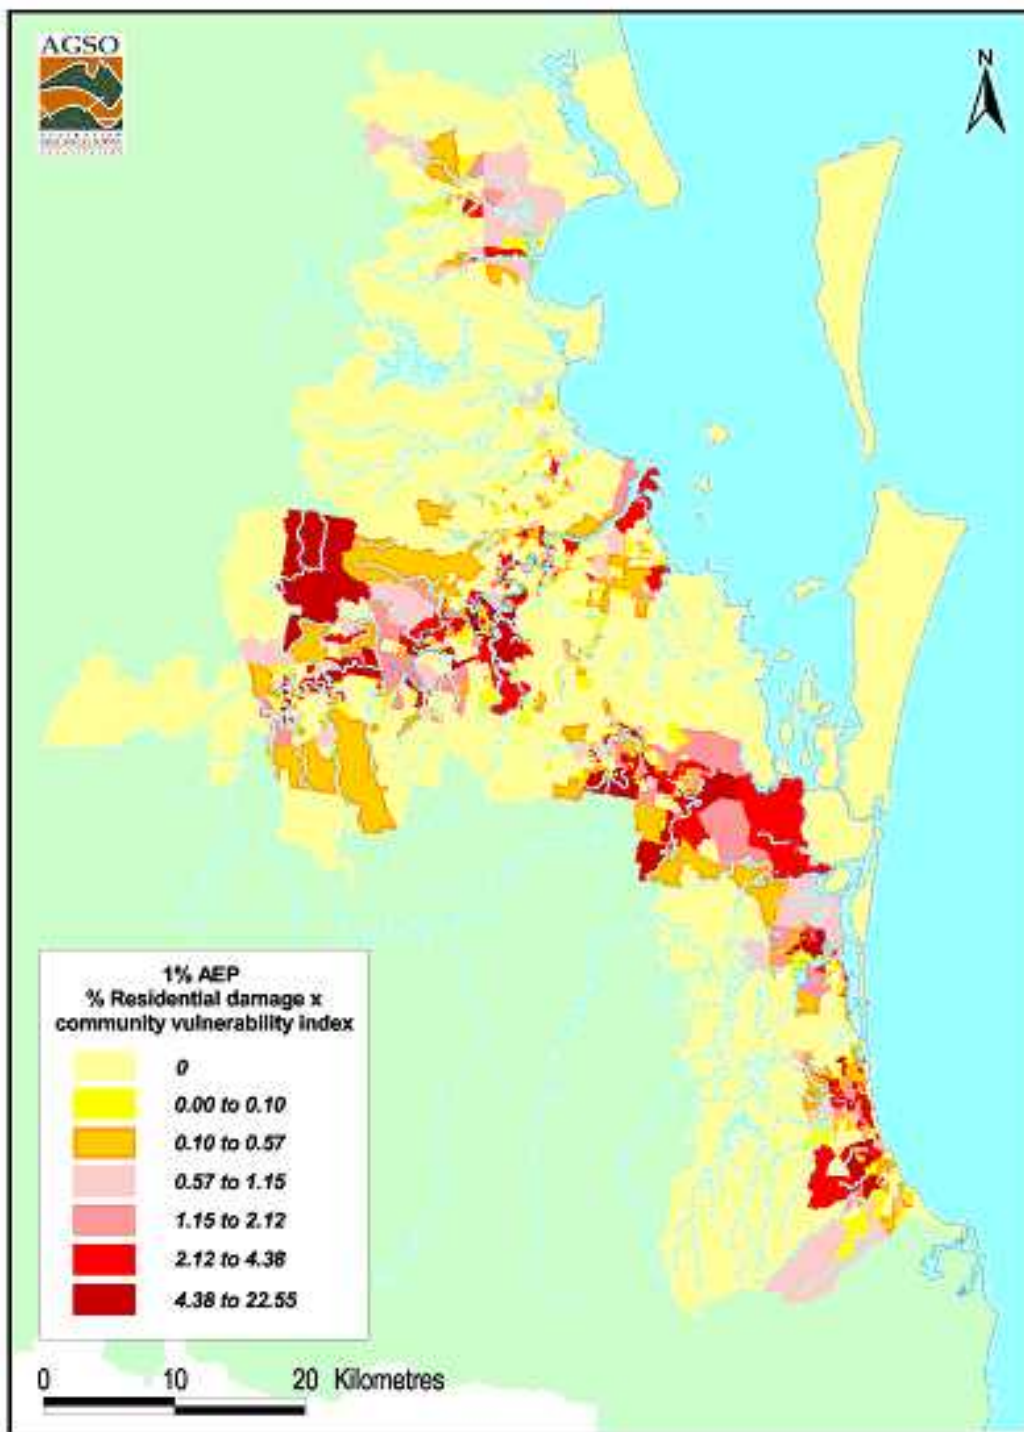 AGSO
N
1% AEP
% Residential damage x
community vulnerability index
0
0.00 to 0.10
0.10 to 0.57
0.57 to 1.15
1.15 to 2.12
2.12 to 4.38
4.38 to 22.55
0 10 20 Kilometres